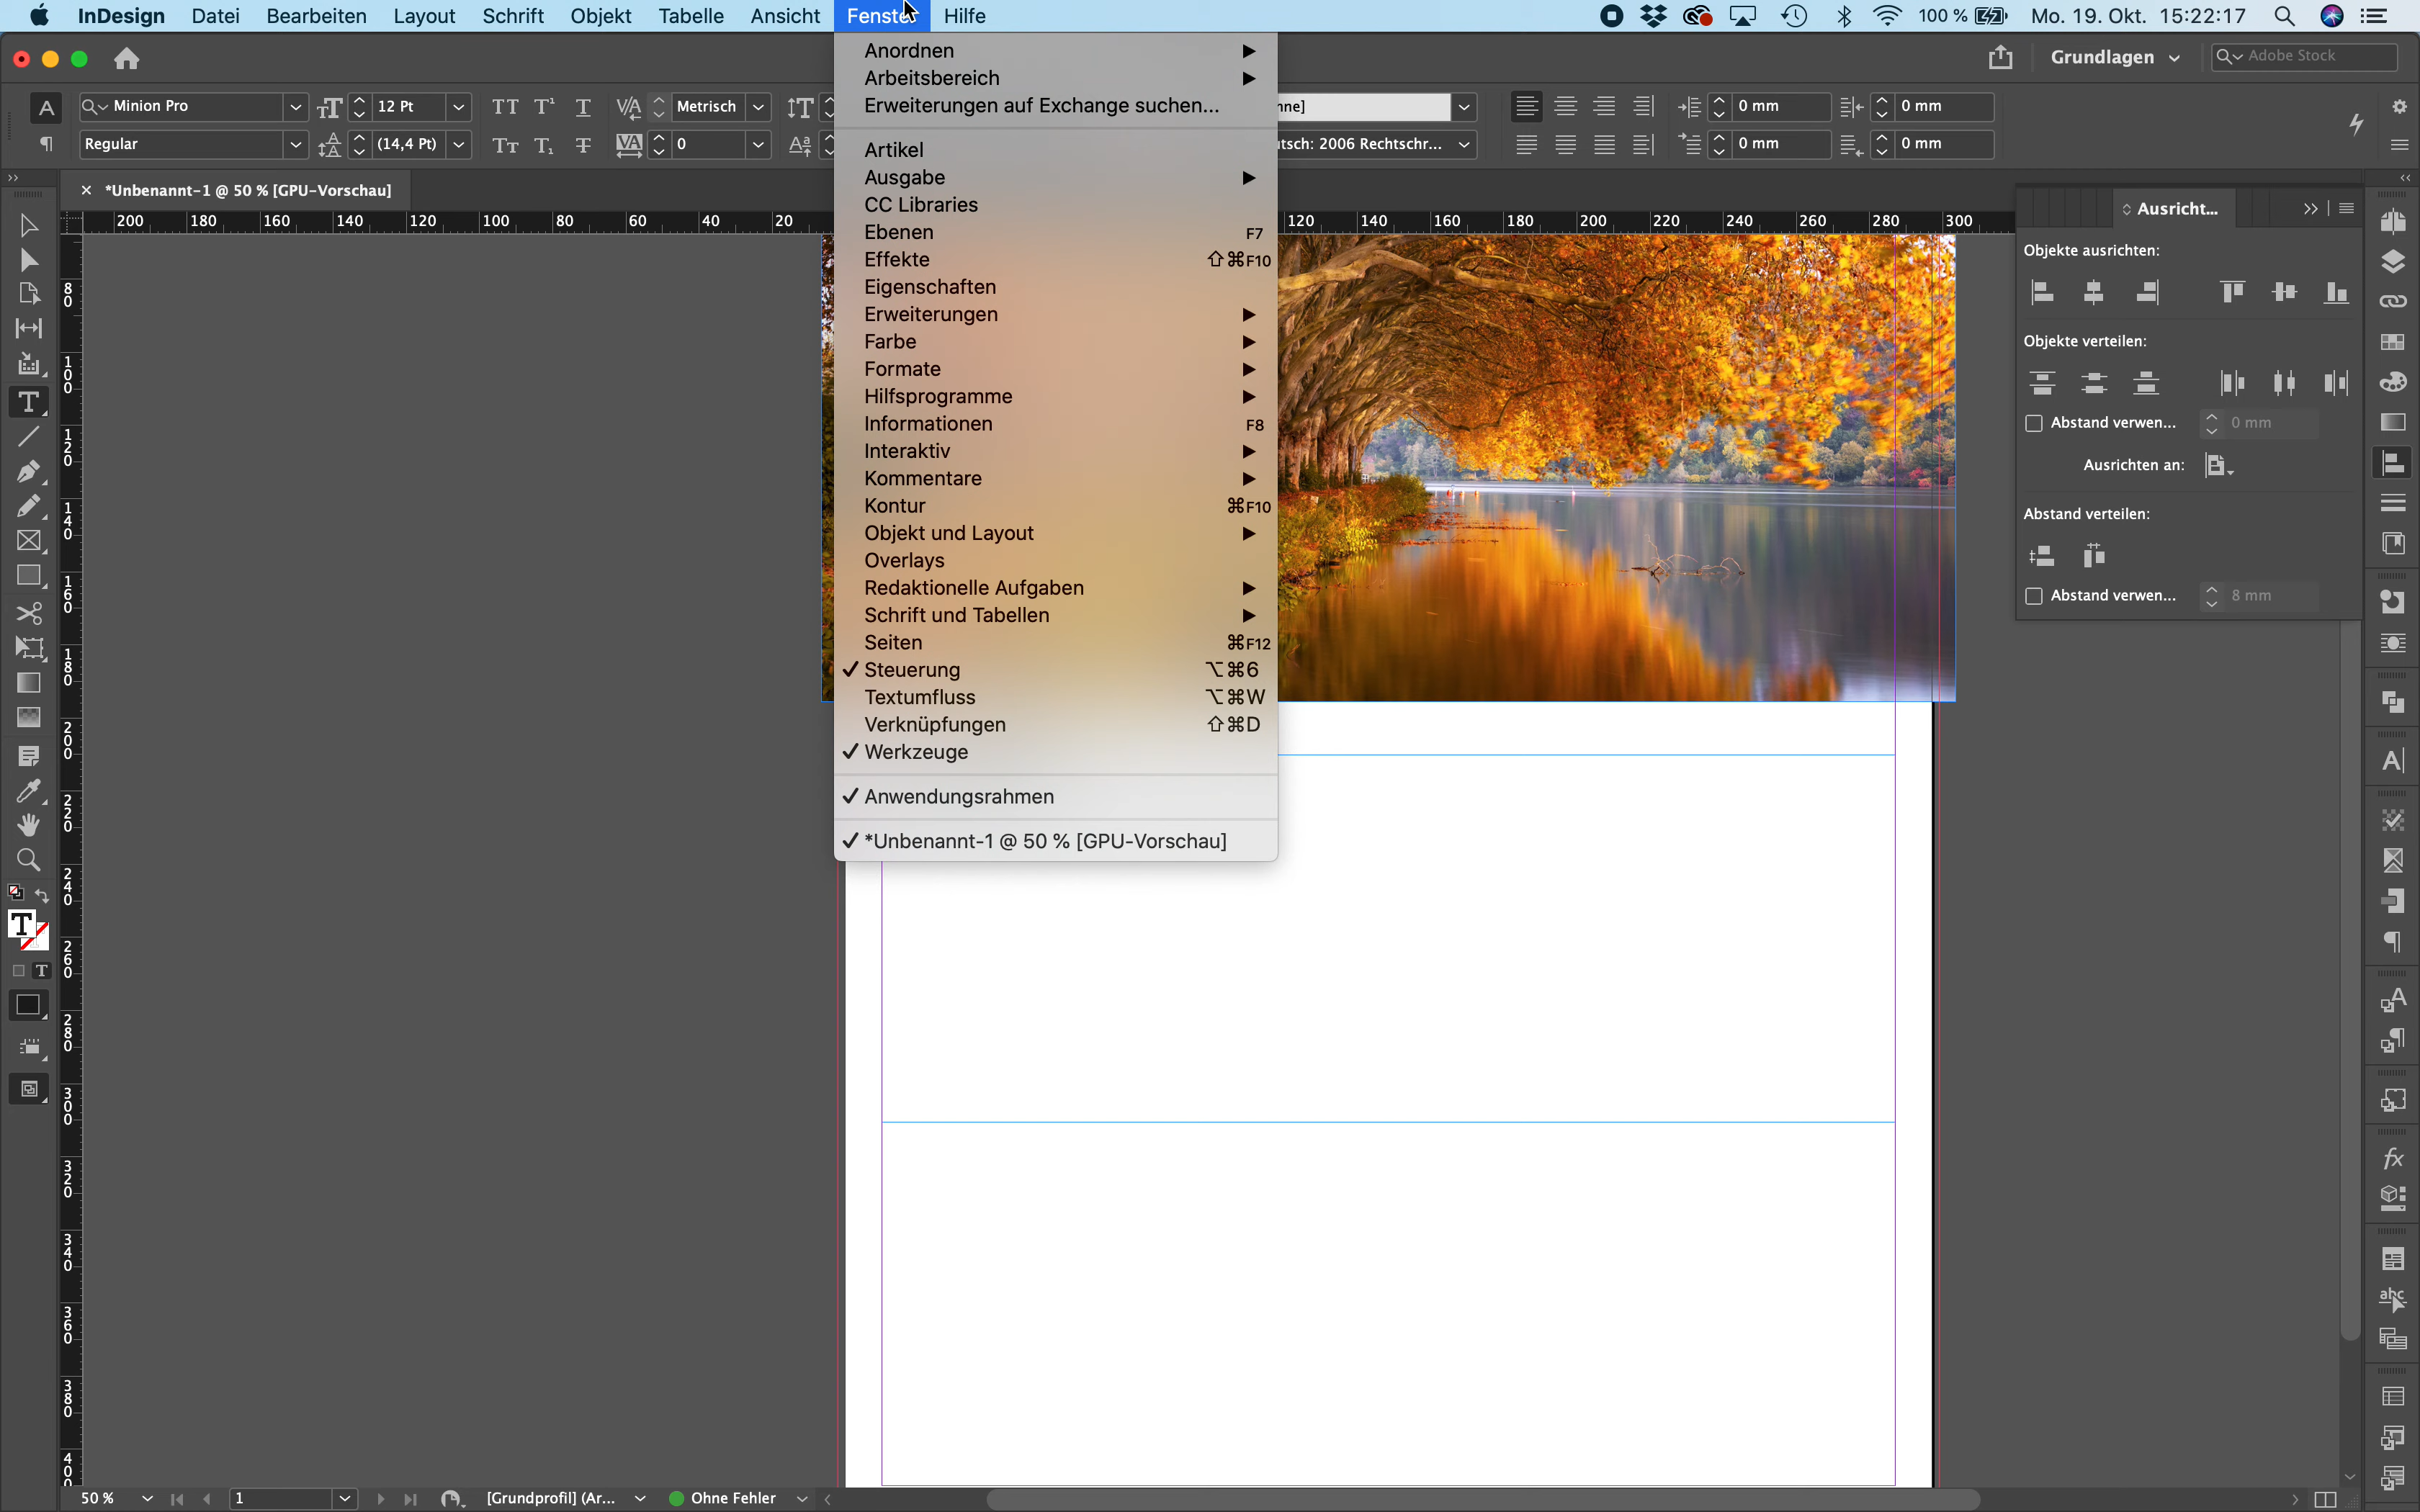 InDesign Datei Bearbeiten Layout Schrift Objekt Tabelle Ansicht Fenster Hilfe 100 % Mo. 19. Okt. 15:22:17
Grundlagen Adobe Stock
A Minion Pro 12 Pt TT T¹ T V/A Metrisch 0 mm 0 mm
¶ Regular (14,4 Pt) Tт T₁ T VA 0 2006 Rechtschr... 0 mm 0 mm
*Unbenannt-1 @ 50 % [GPU-Vorschau]
200 180 160 140 120 100 80 60 40 20 120 140 160 180 200 220 240 260 280 300
80
100
120
140
160
180
200
220
240
260
280
300
320
340
360
380
400
Anordnen
Arbeitsbereich
Erweiterungen auf Exchange suchen...
Artikel
Ausgabe
CC Libraries
Ebenen F7
Effekte ⇧⌘F10
Eigenschaften
Erweiterungen
Farbe
Formate
Hilfsprogramme
Informationen F8
Interaktiv
Kommentare
Kontur ⌘F10
Objekt und Layout
Overlays
Redaktionelle Aufgaben
Schrift und Tabellen
Seiten ⌘F12
✓ Steuerung ⌥⌘6
Textumfluss ⌥⌘W
Verknüpfungen ⇧⌘D
✓ Werkzeuge
✓ Anwendungsrahmen
✓ *Unbenannt-1 @ 50 % [GPU-Vorschau]
Ausricht...
Objekte ausrichten:
Objekte verteilen:
Abstand verwen... 0 mm
Ausrichten an:
Abstand verteilen:
Abstand verwen... 8 mm
50 % 1 [Grundprofil] (Ar... Ohne Fehler